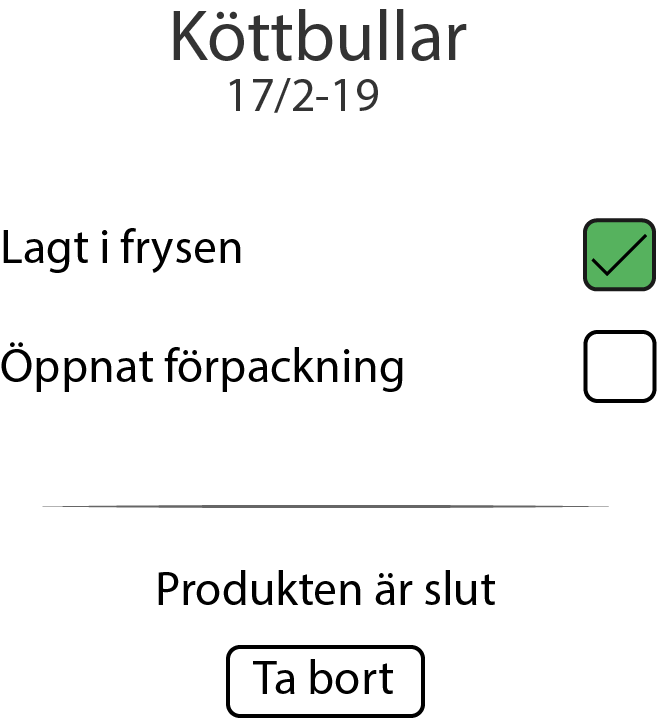 Köttbullar
17/2-19
Lagt i frysen
Öppnat förpackning
Produkten är slut
Ta bort